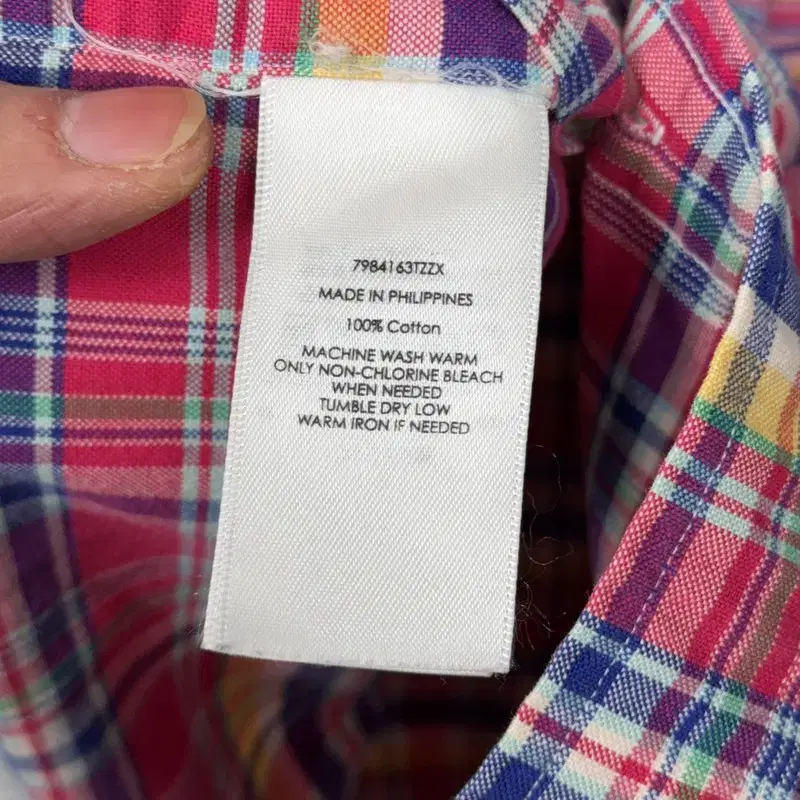 7984163TZZX
MADE IN PHILIPPINES
100% Cotton
MACHINE WASH WARM
ONLY NON-CHLORINE BLEACH
WHEN NEEDED
TUMBLE DRY LOW
WARM IRON IF NEEDED